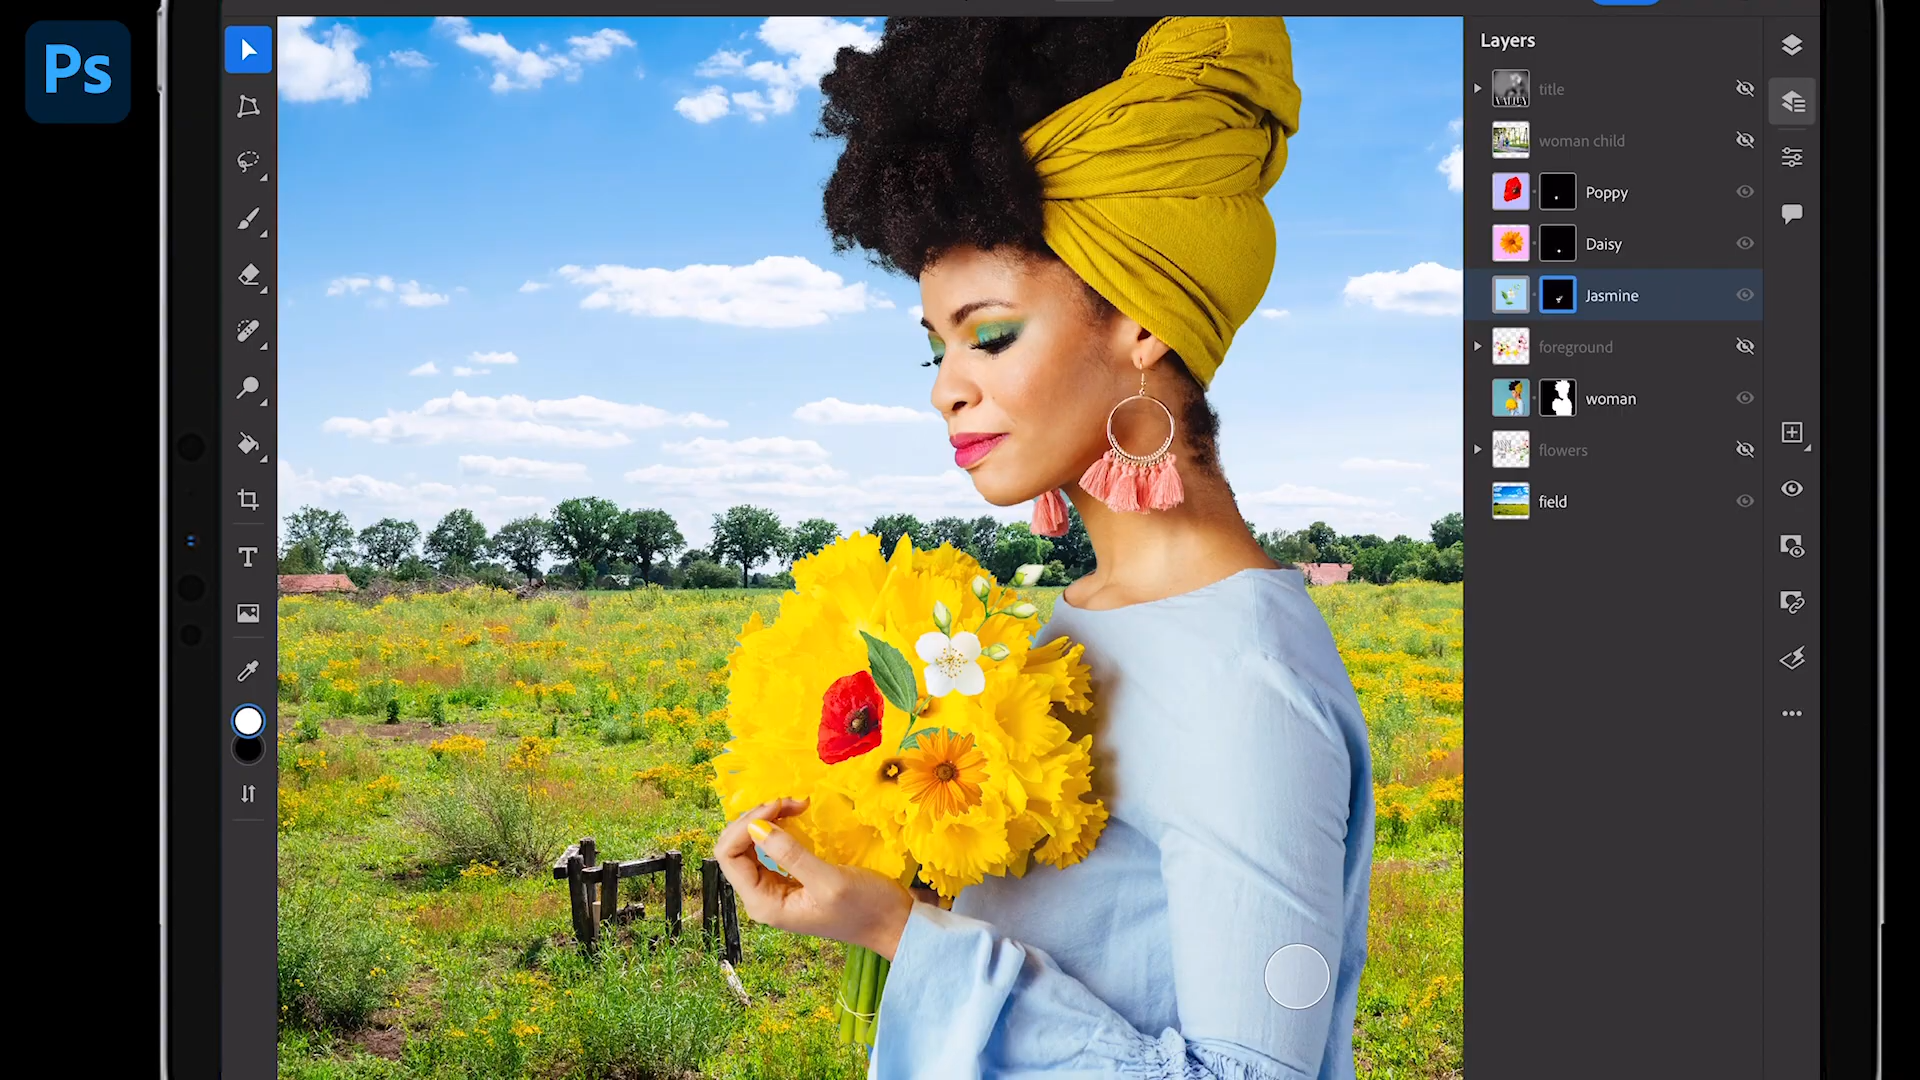 Ps
Layers
title
woman child
Poppy
Daisy
Jasmine
foreground
woman
flowers
field
T